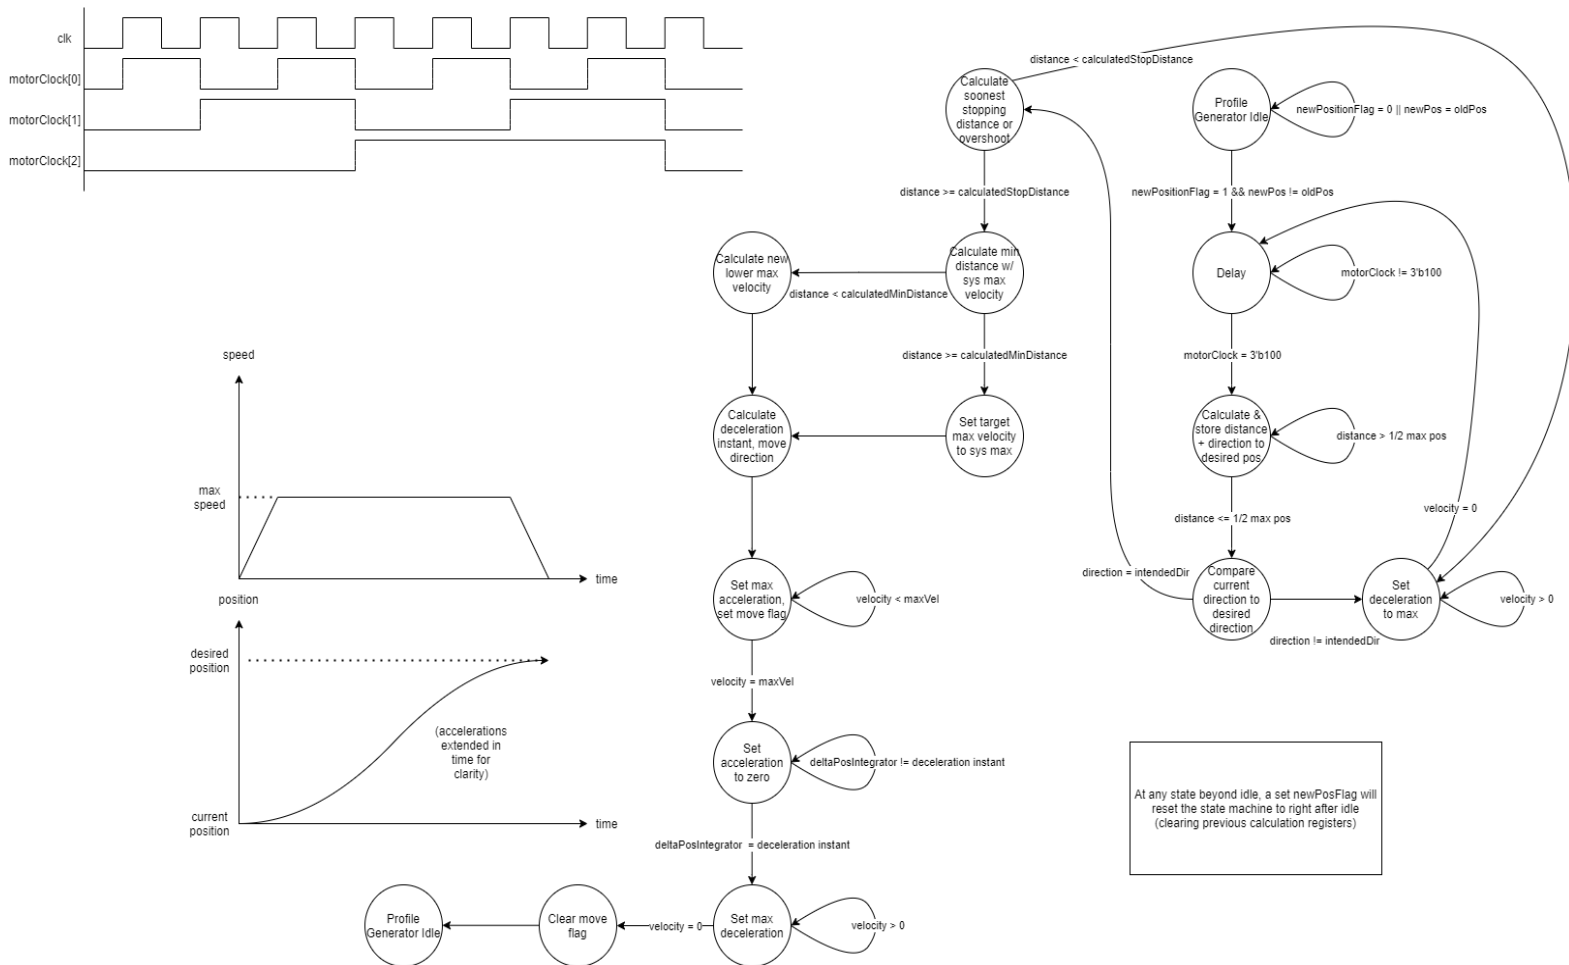 clk
motorClock[0]
motorClock[1]
motorClock[2]
distance < calculatedStopDistance
Calculate
soonest
stopping
distance or
overshoot
Profile
Generator Idle
newPositionFlag = 0 || newPos = oldPos
distance >= calculatedStopDistance
newPositionFlag = 1 && newPos != oldPos
Calculate new
lower max
velocity
Calculate min
distance w/
sys max
velocity
distance < calculatedMinDistance
Delay
motorClock != 3'b100
distance >= calculatedMinDistance
motorClock = 3'b100
Calculate
deceleration
instant, move
direction
Set target
max velocity
to sys max
Calculate &
store distance
+ direction to
desired pos
distance > 1/2 max pos
distance <= 1/2 max pos
velocity = 0
speed
max
speed
time
position
desired
position
(accelerations
extended in
time for
clarity)
current
position
time
Set max
acceleration,
set move flag
velocity < maxVel
direction = intendedDir
Compare
current
direction to
desired
direction
direction != intendedDir
Set
deceleration
to max
velocity > 0
velocity = maxVel
Set
acceleration
to zero
deltaPosIntegrator != deceleration instant
deltaPosIntegrator = deceleration instant
At any state beyond idle, a set newPosFlag will
reset the state machine to right after idle
(clearing previous calculation registers)
Profile
Generator Idle
Clear move
flag
velocity = 0
Set max
deceleration
velocity > 0